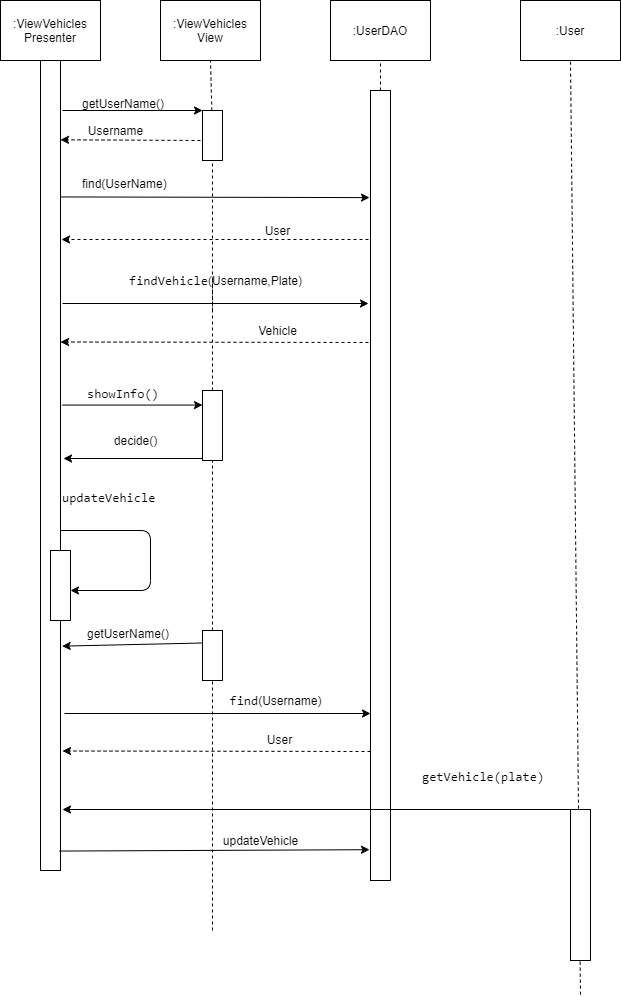 :ViewVehicles
Presenter
:ViewVehicles
View
:UserDAO
:User
getUserName()
Username
find(UserName)
User
findVehicle(Username,Plate)
Vehicle
showInfo()
decide()
updateVehicle
getUserName()
find(Username)
User
getVehicle(plate)
updateVehicle